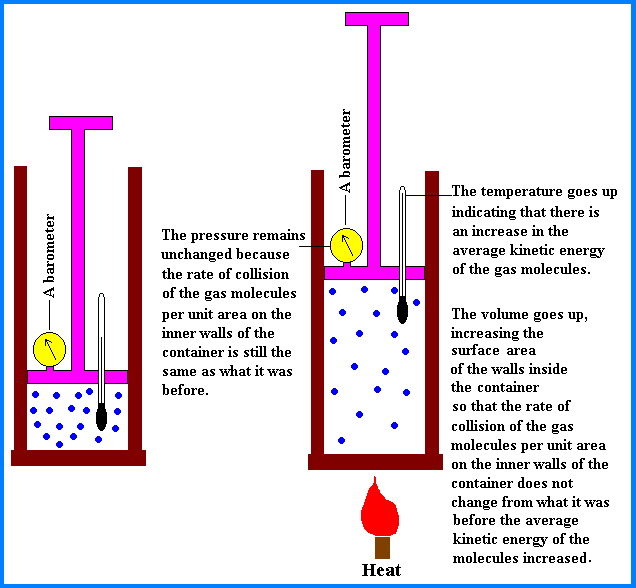 A barometer
The pressure remains
unchanged because
the rate of collision
of the gas molecules
per unit area on the
inner walls of the
container is still the
same as what it was
before.
A barometer
The temperature goes up
indicating that there is
an increase in the
average kinetic energy
of the gas molecules.
The volume goes up,
increasing the
surface area
of the walls inside
the container
so that the rate of
collision of the gas
molecules per unit area
on the inner walls of the
container does not
change from what it was
before the average
kinetic energy of the
molecules increased.
Heat